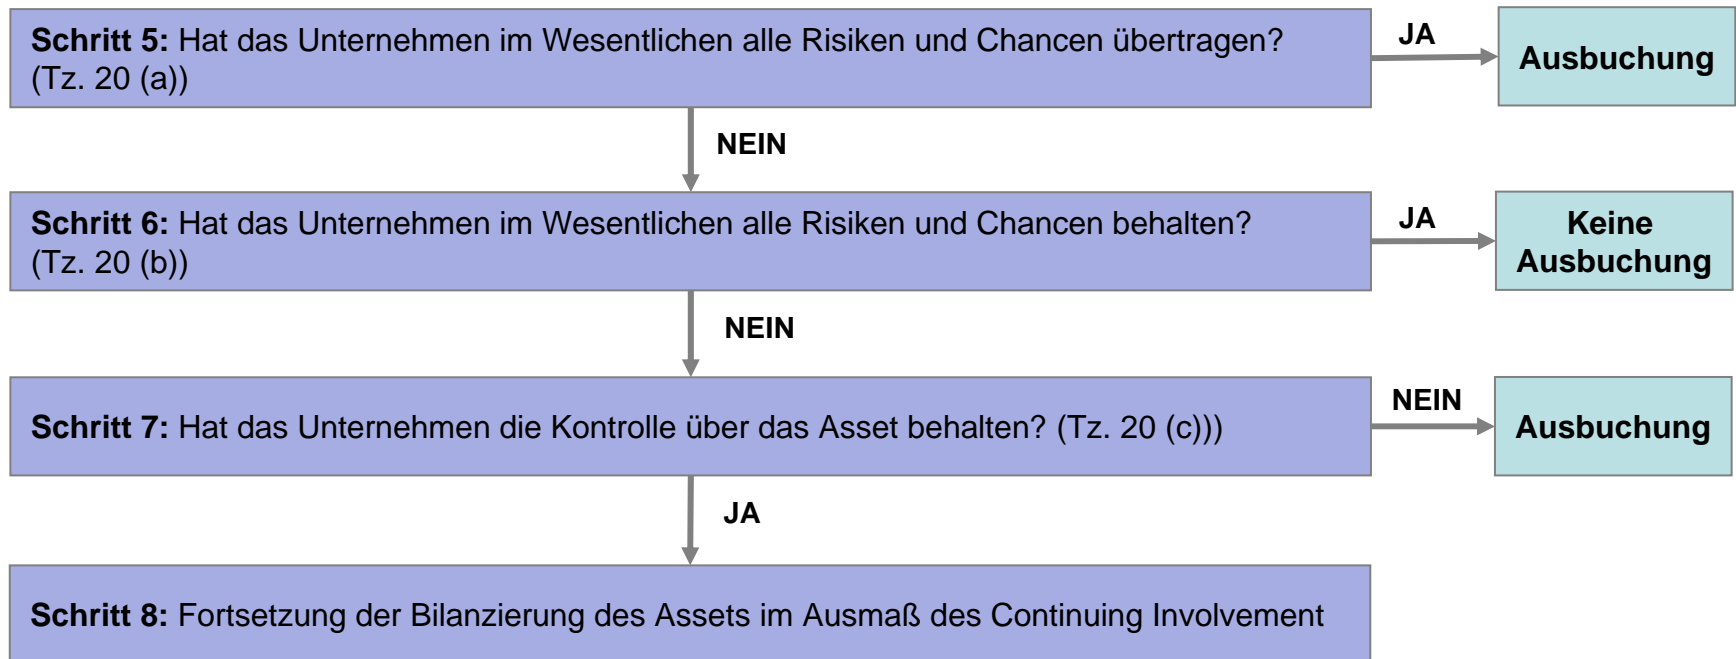 Schritt 5: Hat das Unternehmen im Wesentlichen alle Risiken und Chancen übertragen?
(Tz. 20 (a))
JA
Ausbuchung
NEIN
Schritt 6: Hat das Unternehmen im Wesentlichen alle Risiken und Chancen behalten?
(Tz. 20 (b))
JA
Keine
Ausbuchung
NEIN
Schritt 7: Hat das Unternehmen die Kontrolle über das Asset behalten? (Tz. 20 (c)))
NEIN
Ausbuchung
JA
Schritt 8: Fortsetzung der Bilanzierung des Assets im Ausmaß des Continuing Involvement